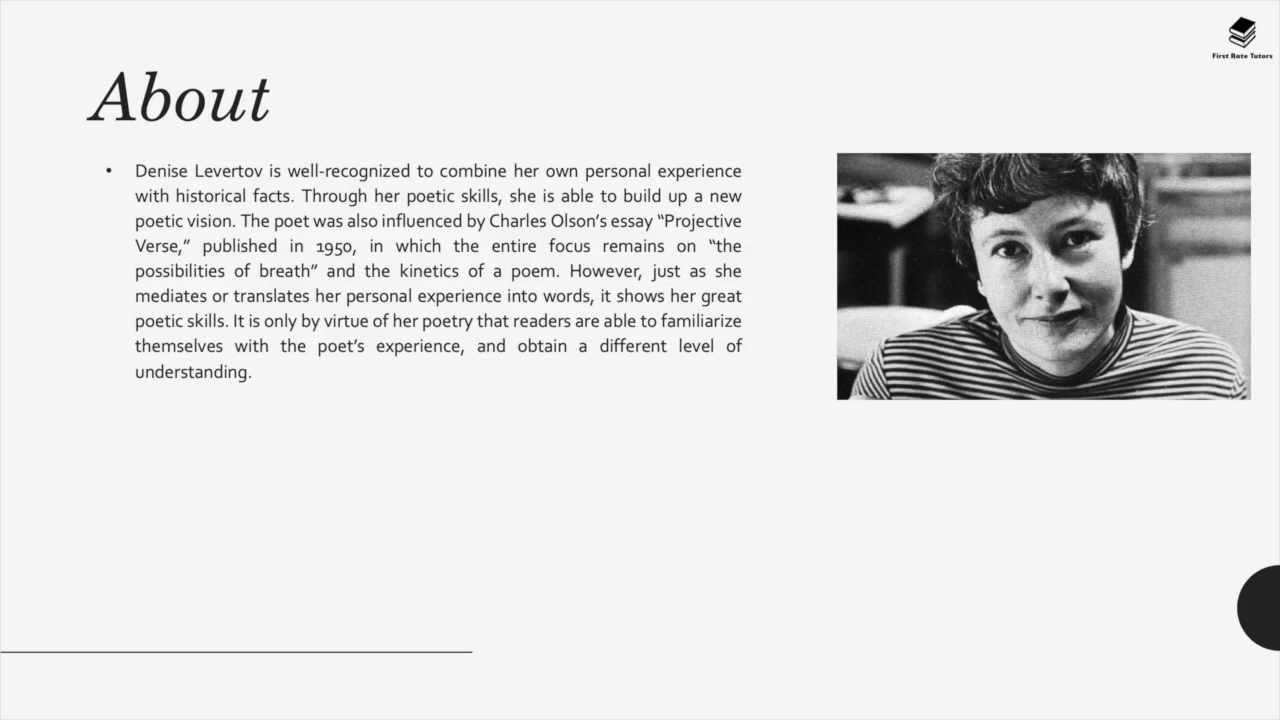 First Rate Tutors
About
• Denise Levertov is well-recognized to combine her own personal experience
with historical facts. Through her poetic skills, she is able to build up a new
poetic vision. The poet was also influenced by Charles Olson’s essay “Projective
Verse,” published in 1950, in which the entire focus remains on “the
possibilities of breath” and the kinetics of a poem. However, just as she
mediates or translates her personal experience into words, it shows her great
poetic skills. It is only by virtue of her poetry that readers are able to familiarize
themselves with the poet’s experience, and obtain a different level of
understanding.